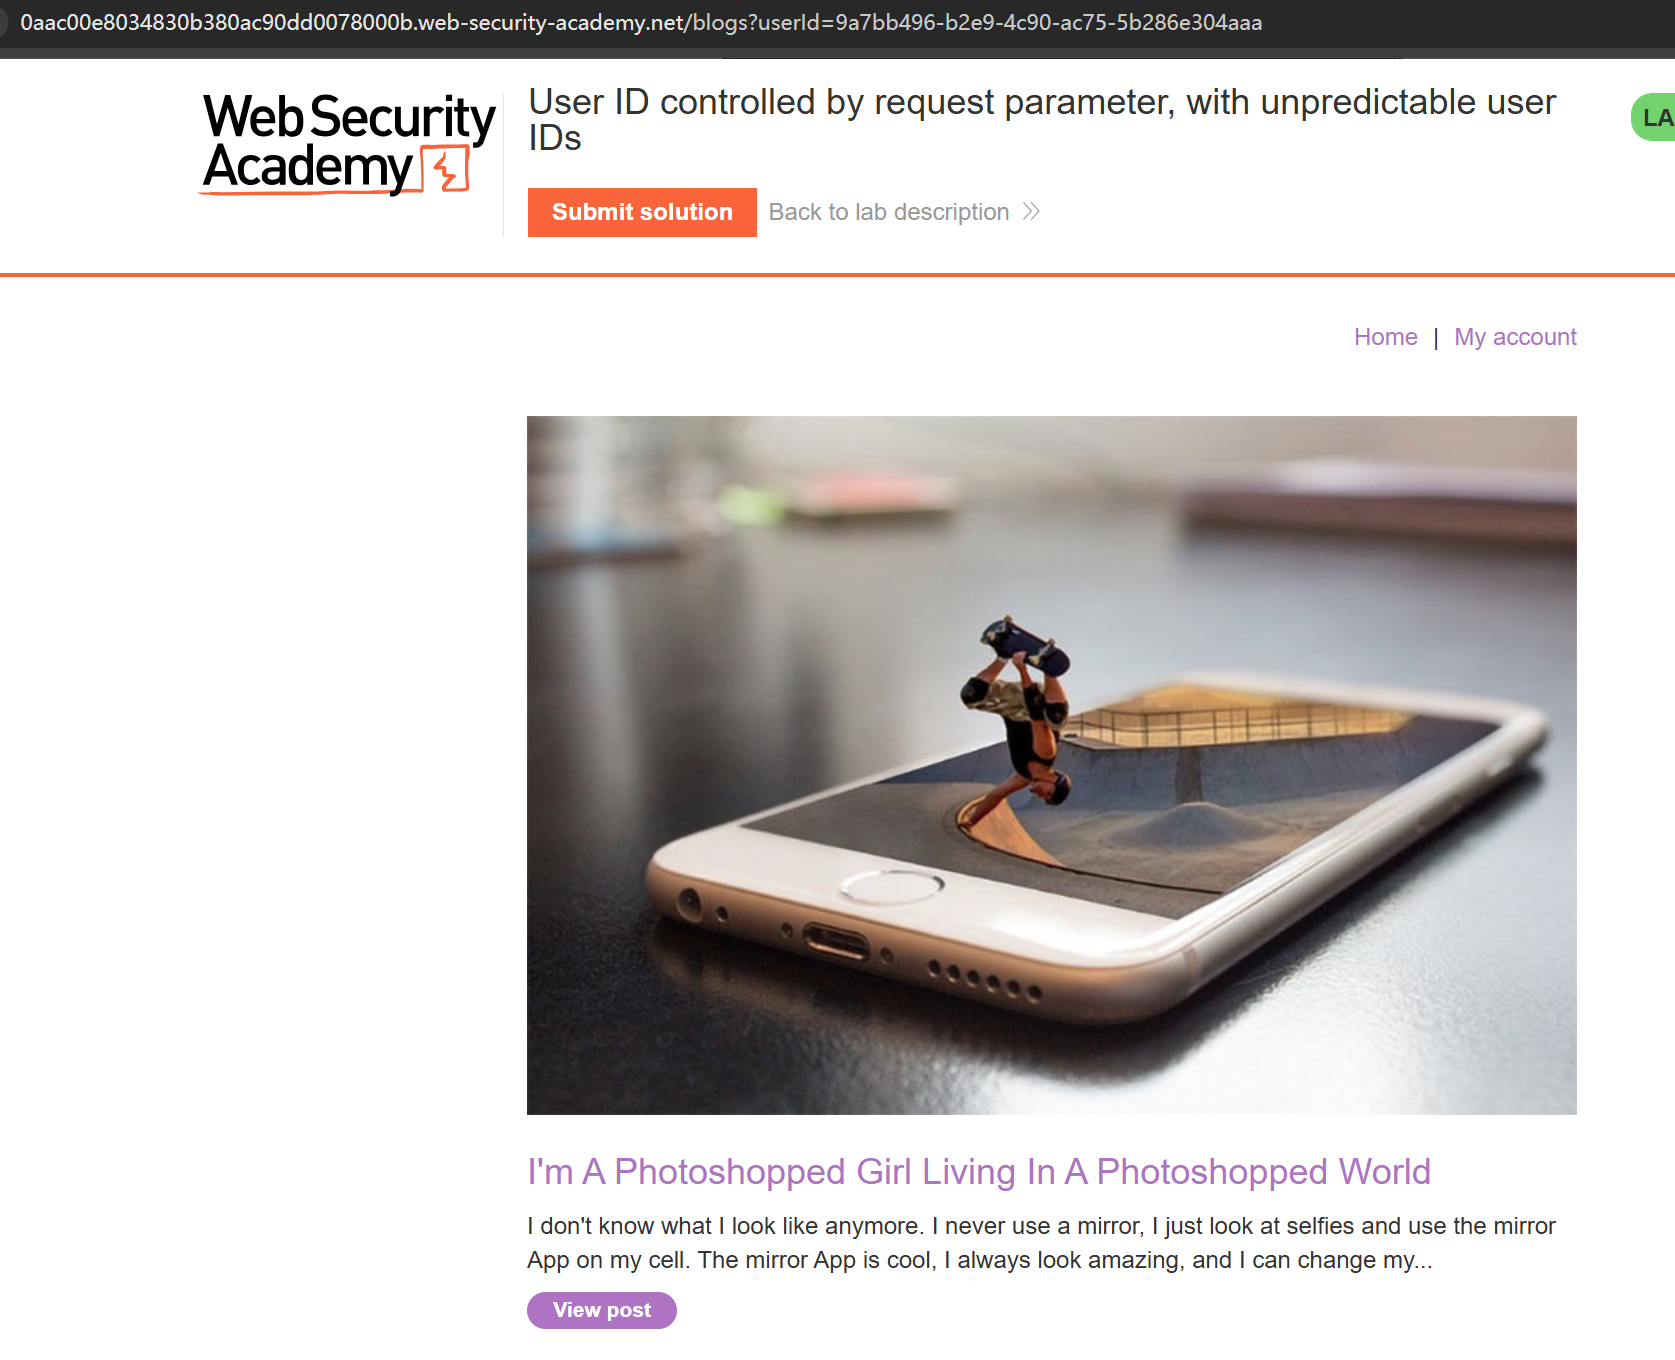 0aac00e8034830b380ac90dd0078000b.web-security-academy.net/blogs?userId=9a7bb496-b2e9-4c90-ac75-5b286e304aaa
Web Security
Academy
User ID controlled by request parameter, with unpredictable user
IDs
LA
Submit solution
Back to lab description
Home | My account
I'm A Photoshopped Girl Living In A Photoshopped World
I don't know what I look like anymore. I never use a mirror, I just look at selfies and use the mirror
App on my cell. The mirror App is cool, I always look amazing, and I can change my...
View post